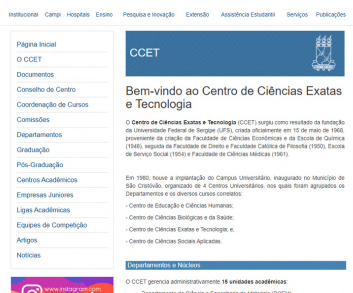 Institucional Campi Hospitais Ensino Pesquisa e Inovação Extensão Assistência Estudantil Serviços Publicações
Página Inicial
O CCET
Documentos
Conselho de Centro
Coordenação de Cursos
Comissões
Departamentos
Graduação
Pós-Graduação
Centros Acadêmicos
Empresas Juniores
Ligas Acadêmicas
Equipes de Competição
Artigos
Notícias
www.instagram.com
CCET
Bem-vindo ao Centro de Ciências Exatas
e Tecnologia
O Centro de Ciências Exatas e Tecnologia (CCET) surgiu como resultado da fundação
da Universidade Federal de Sergipe (UFS), criada oficialmente em 15 de maio de 1968,
proveniente da criação da Faculdade de Ciências Econômicas e da Escola de Química
(1948), seguida da Faculdade de Direito e Faculdade Católica de Filosofia (1950), Escola
de Serviço Social (1954) e Faculdade de Ciências Médicas (1961).
Em 1980, houve a implantação do Campus Universitário, inaugurado no Município de
São Cristóvão, organizado de 4 Centros Universitários, nos quais foram agrupados os
Departamentos e os diversos cursos correlatos:
- Centro de Educação e Ciências Humanas;
- Centro de Ciências Biológicas e da Saúde;
- Centro de Ciências Exatas e Tecnologia; e,
- Centro de Ciências Sociais Aplicadas.
Departamentos e Núcleos
O CCET gerencia administrativamente 15 unidades acadêmicas: